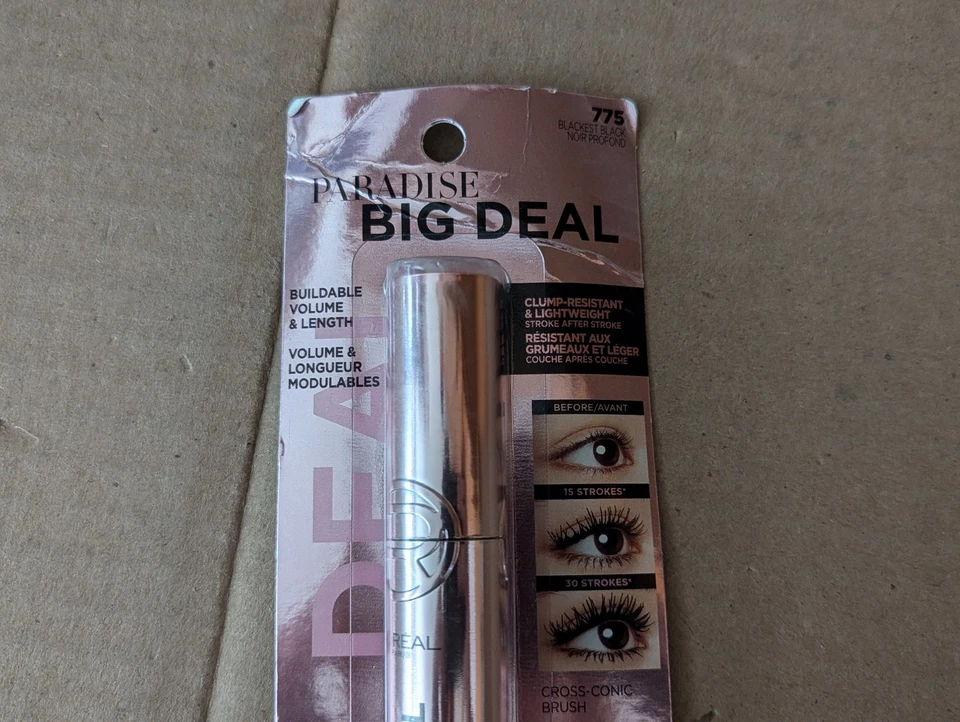 775
BLACKEST BLACK
NOIR PROFOND
PARADISE
BIG DEAL
BUILDABLE
VOLUME
& LENGTH
VOLUME &
LONGUEUR
MODULABLES
CLUMP-RESISTANT
& LIGHTWEIGHT
STROKE AFTER STROKE
RÉSISTANT AUX
GRUMEAUX ET LÉGER
COUCHE APRÈS COUCHE
BEFORE/AVANT
15 STROKES*
30 STROKES*
DEAL
RÉAL
PARIS
CROSS-CONIC
BRUSH